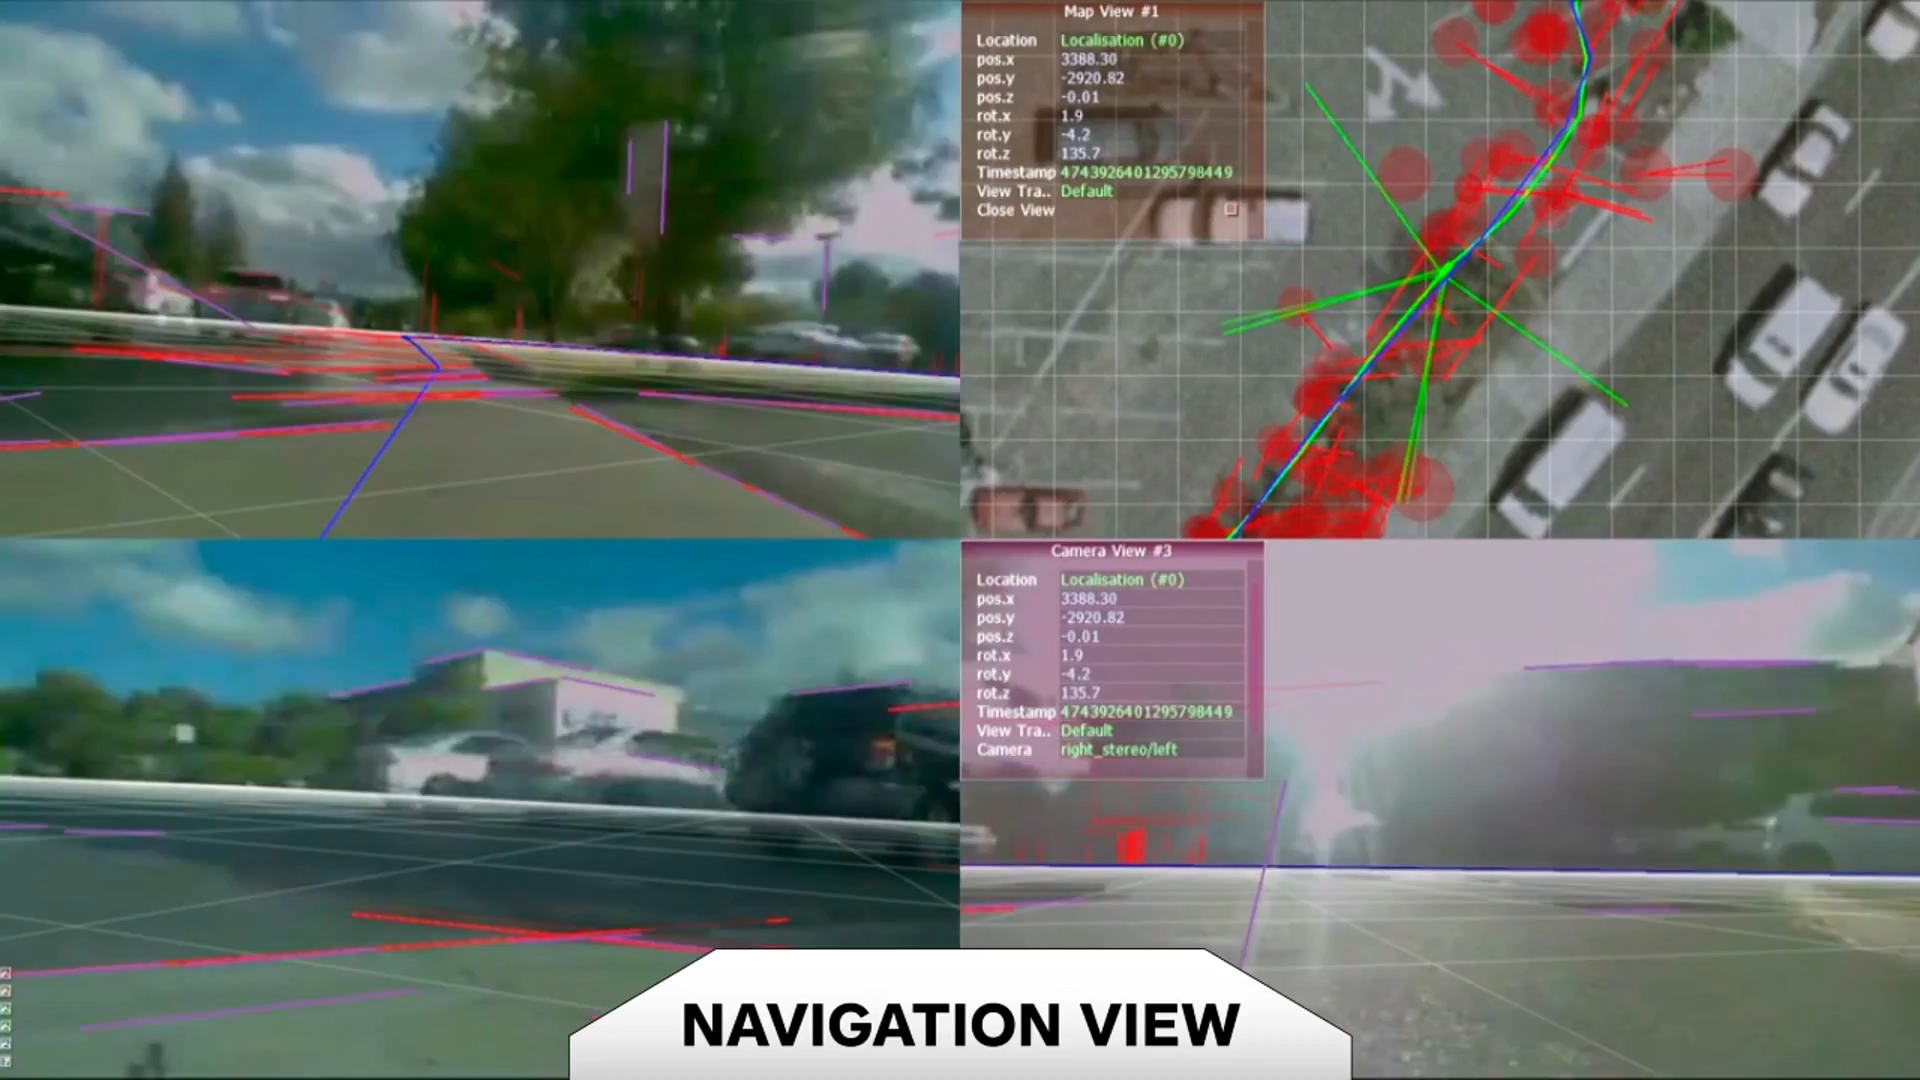 Map View #1
Location Localisation (#0)
pos.x 3388.30
pos.y -2920.82
pos.z -0.01
rot.x 1.9
rot.y -4.2
rot.z 135.7
Timestamp 4743926401295798449
View Tra.. Default
Close View
Camera View #3
Location Localisation (#0)
pos.x 3388.30
pos.y -2920.82
pos.z -0.01
rot.x 1.9
rot.y -4.2
rot.z 135.7
Timestamp 4743926401295798449
View Tra.. Default
Camera right_stereo/left
NAVIGATION VIEW